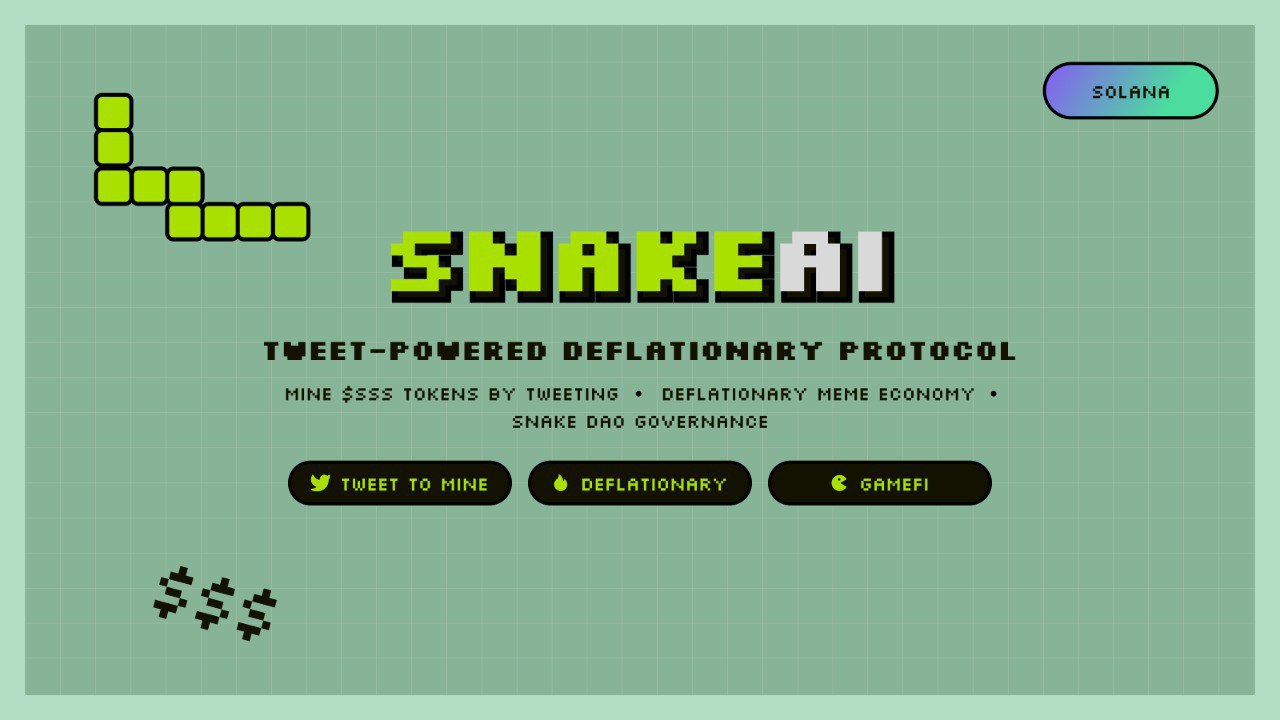 SOLANA
SNAKEAI
TWEET-POWERED DEFLATIONARY PROTOCOL
MINE $SSS TOKENS BY TWEETING • DEFLATIONARY MEME ECONOMY •
SNAKE DAO GOVERNANCE
TWEET TO MINE
DEFLATIONARY
GAMEFI
$$$